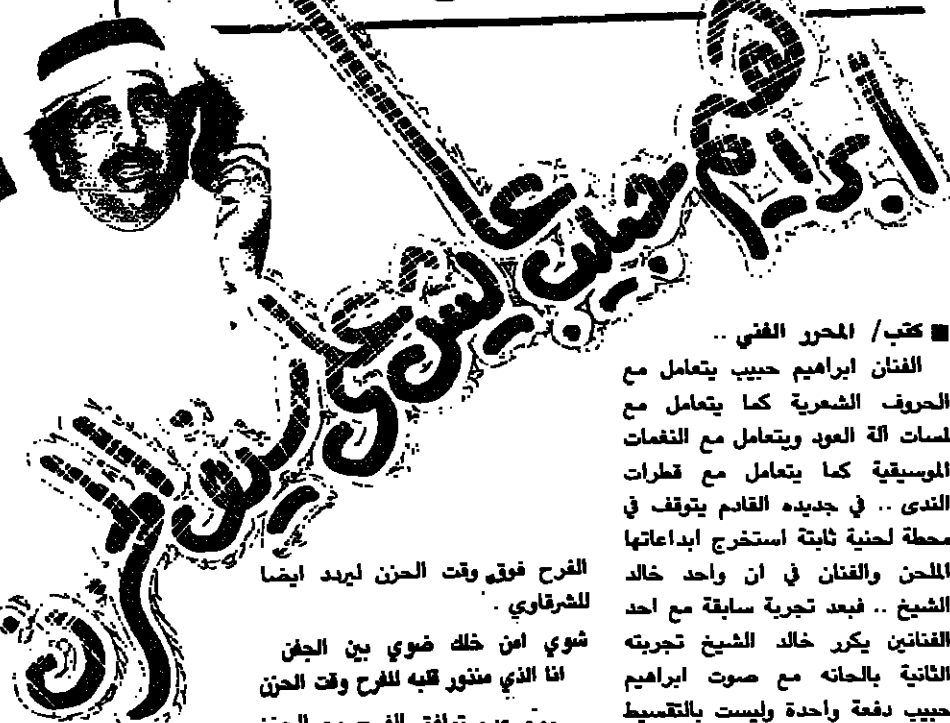 ابراهيم حبيب
■ كتب/ المحرر الفني ..
الفنان ابراهيم حبيب يتعامل مع
الحروف الشعرية كما يتعامل مع
لمسات آلة العود ويتعامل مع النغمات
الموسيقية كما يتعامل مع قطرات
الندى .. في جديده القادم يتوقف في
محطة لحنية ثابتة استخرج ابداعاتها
الملحن والفنان في ان واحد خالد
الشيخ .. فبعد تجربة سابقة مع احد
الفنانين يكرر خالد الشيخ تجربته
الثانية بالحانه مع صوت ابراهيم
حبيب دفعة واحدة وليست بالتقسيط
الفرح فوق وقت الحزن ليردد ايضا
للشرقاوي .
شوي امن خلك ضوي بين الجفن
انا الذي منذور قلبه للفرح وقت الحزن